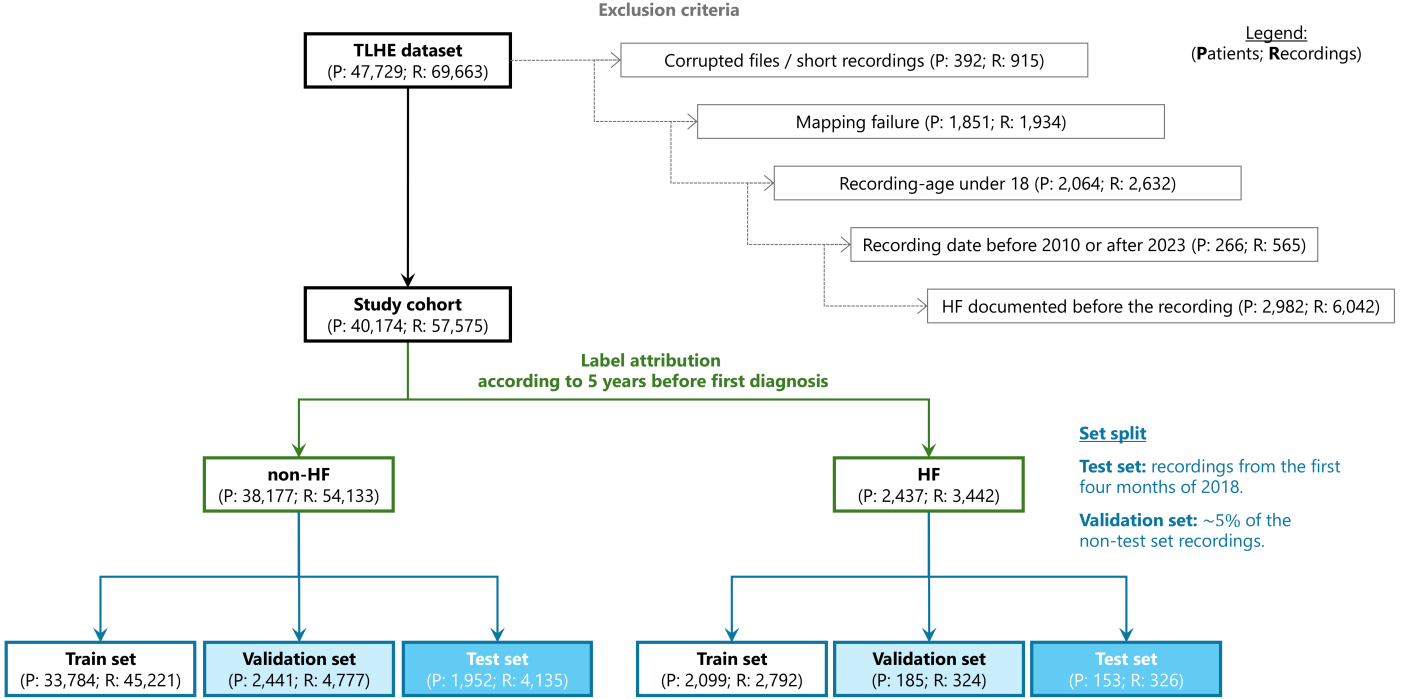 Exclusion criteria
TLHE dataset
(P: 47,729; R: 69,663)
Legend:
(Patients; Recordings)
Corrupted files / short recordings (P: 392; R: 915)
Mapping failure (P: 1,851; R: 1,934)
Recording-age under 18 (P: 2,064; R: 2,632)
Recording date before 2010 or after 2023 (P: 266; R: 565)
HF documented before the recording (P: 2,982; R: 6,042)
Study cohort
(P: 40,174; R: 57,575)
Label attribution
according to 5 years before first diagnosis
non-HF
(P: 38,177; R: 54,133)
HF
(P: 2,437; R: 3,442)
Set split
Test set: recordings from the first
four months of 2018.
Validation set: ~5% of the
non-test set recordings.
Train set
(P: 33,784; R: 45,221)
Validation set
(P: 2,441; R: 4,777)
Test set
(P: 1,952; R: 4,135)
Train set
(P: 2,099; R: 2,792)
Validation set
(P: 185; R: 324)
Test set
(P: 153; R: 326)